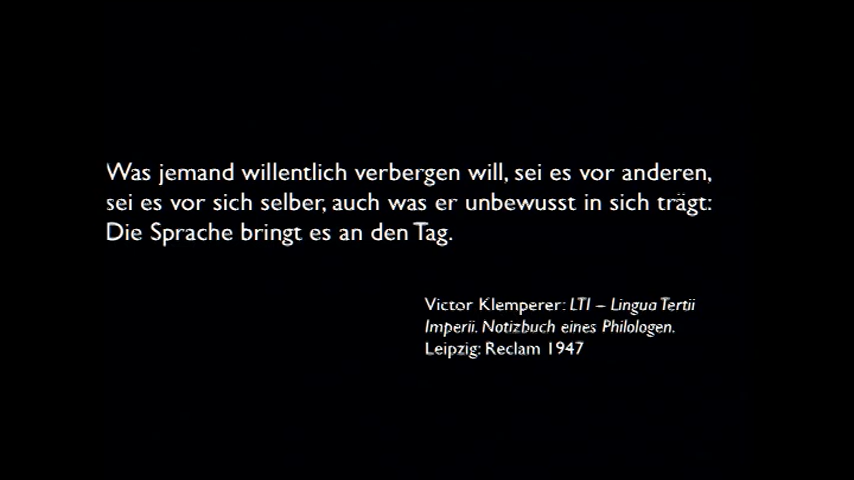 Was jemand willentlich verbergen will, sei es vor anderen,
sei es vor sich selber, auch was er unbewusst in sich trägt:
Die Sprache bringt es an den Tag.
Victor Klemperer: LTI – Lingua Tertii
Imperii. Notizbuch eines Philologen.
Leipzig: Reclam 1947